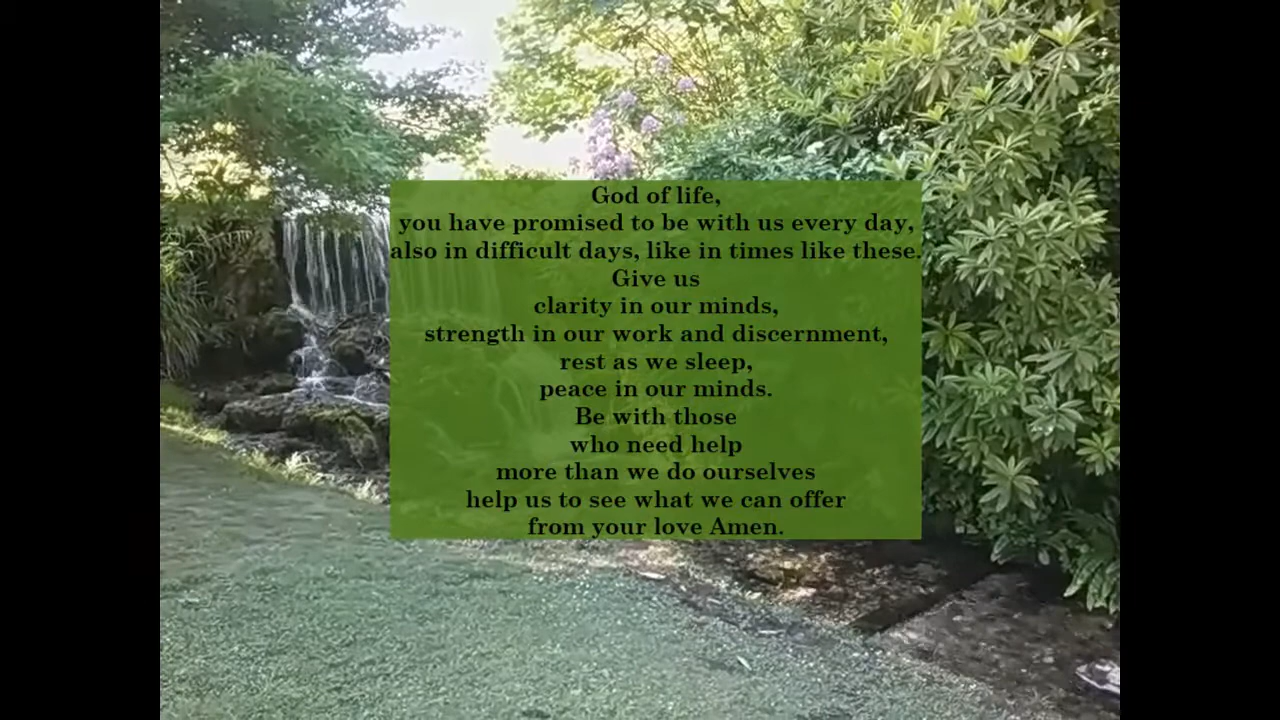 God of life,
you have promised to be with us every day,
also in difficult days, like in times like these.
Give us
clarity in our minds,
strength in our work and discernment,
rest as we sleep,
peace in our minds.
Be with those
who need help
more than we do ourselves
help us to see what we can offer
from your love Amen.